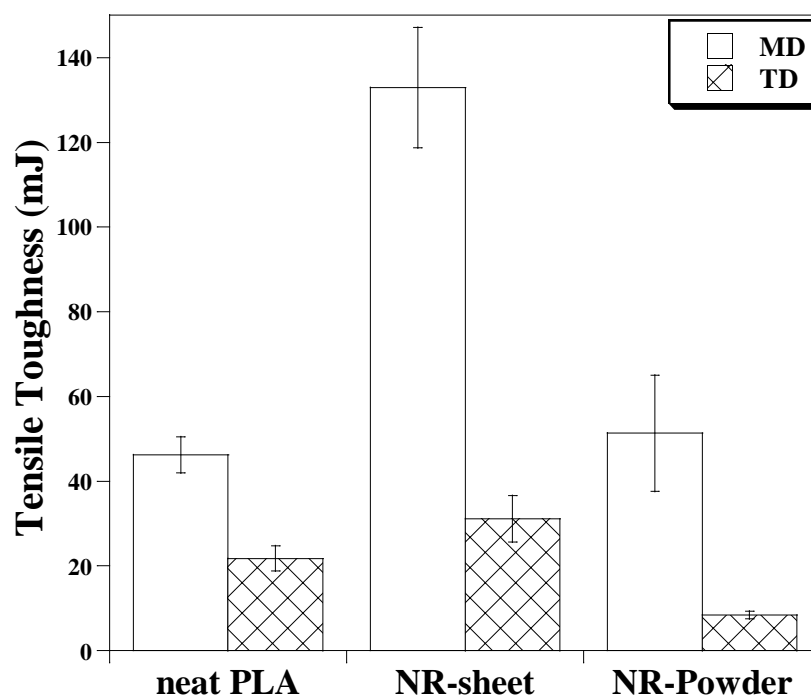 MD
TD
Tensile Toughness (mJ)
140
120
100
80
60
40
20
0
neat PLA
NR-sheet
NR-Powder